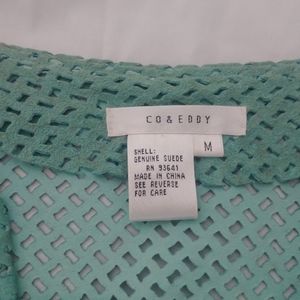 CO & EDDY
M
SHELL:
GENUINE SUEDE
RN 93641
MADE IN CHINA
SEE REVERSE
FOR CARE